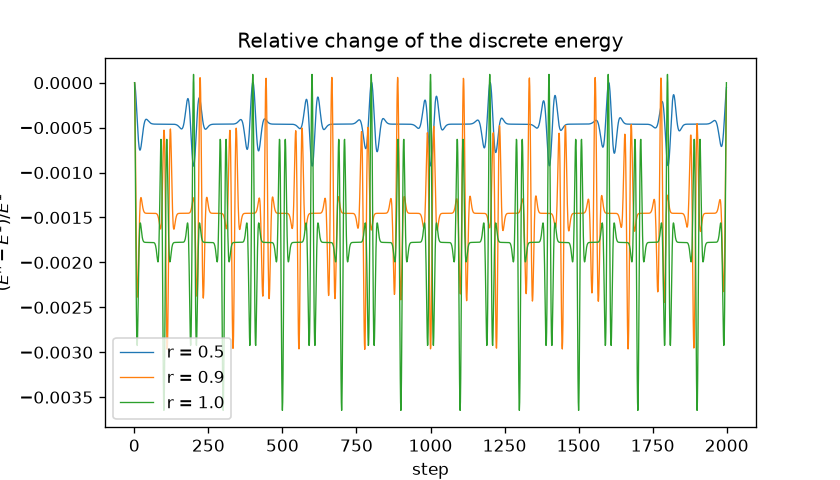 Relative change of the discrete energy
0.0000
−0.0005
−0.0010
−0.0015
−0.0020
−0.0025
−0.0030
−0.0035
r = 0.5
r = 0.9
r = 1.0
0 250 500 750 1000 1250 1500 1750 2000
step